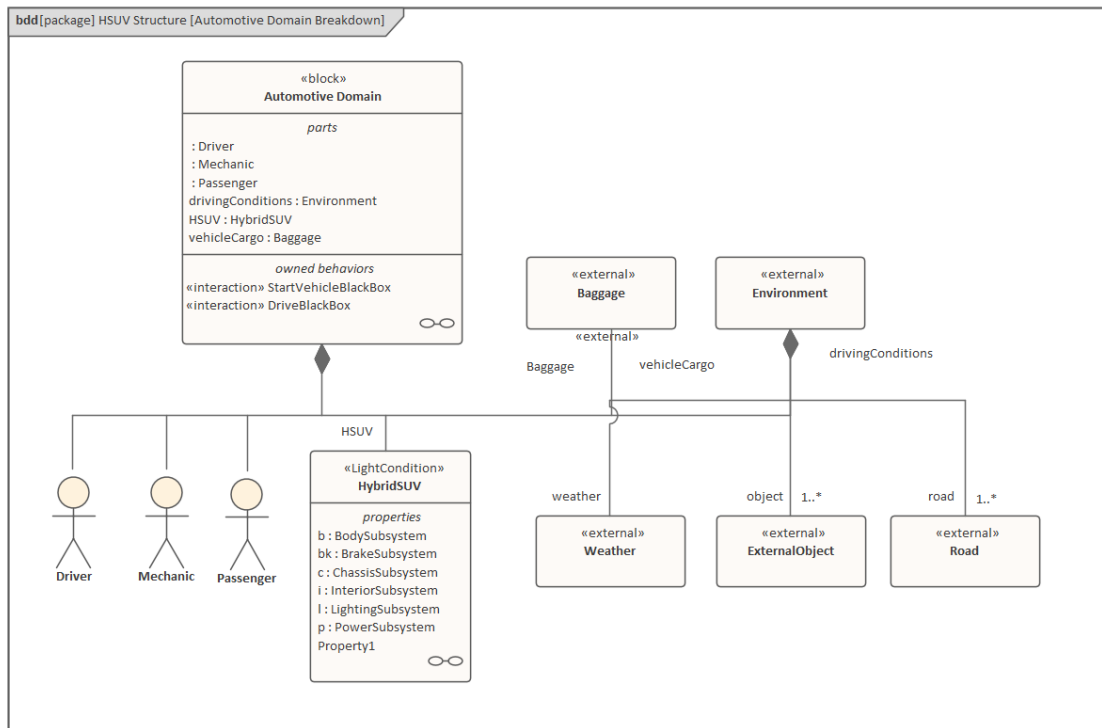 bdd[package] HSUV Structure [Automotive Domain Breakdown]
«block»
Automotive Domain
parts
: Driver
: Mechanic
: Passenger
drivingConditions : Environment
HSUV : HybridSUV
vehicleCargo : Baggage
owned behaviors
«interaction» StartVehicleBlackBox
«interaction» DriveBlackBox
«external»
Baggage
«external»
Environment
«external»
Baggage
vehicleCargo
drivingConditions
HSUV
Driver
Mechanic
Passenger
«LightCondition»
HybridSUV
properties
b : BodySubsystem
bk : BrakeSubsystem
c : ChassisSubsystem
i : InteriorSubsystem
l : LightingSubsystem
p : PowerSubsystem
Property1
weather
object
1..*
road
1..*
«external»
Weather
«external»
ExternalObject
«external»
Road